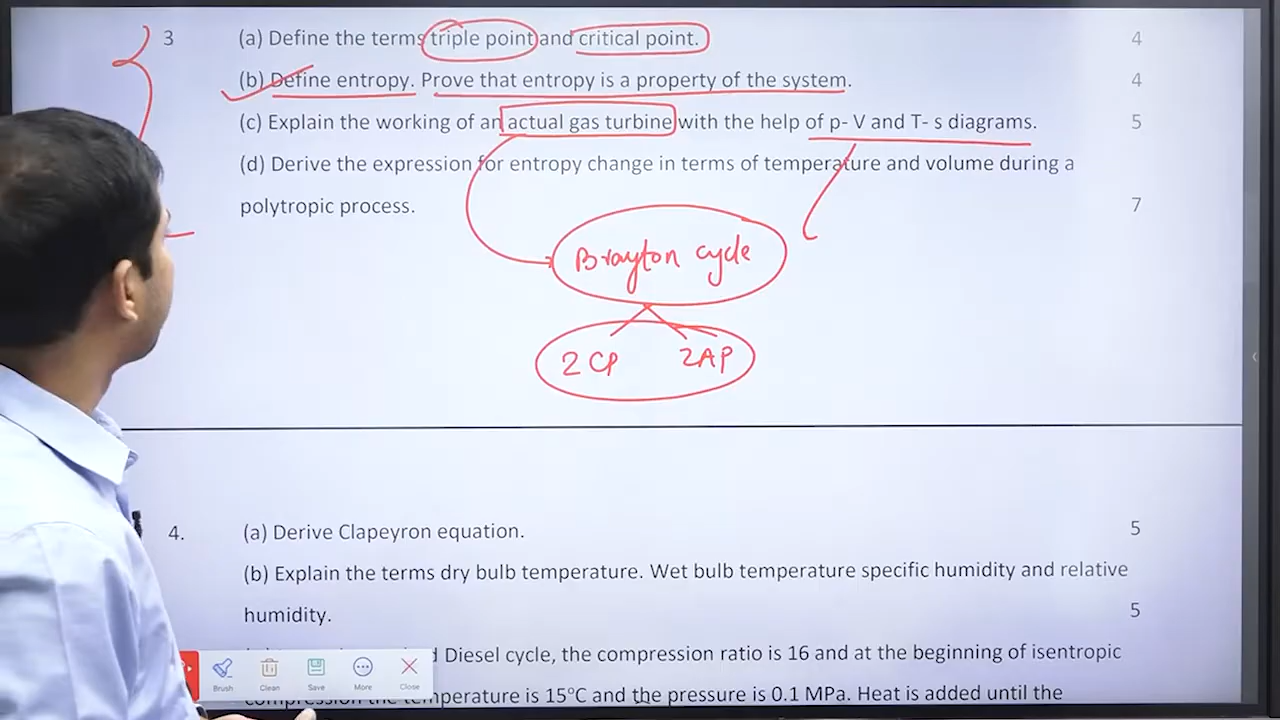 3 (a) Define the terms triple point and critical point. 4
(b) Define entropy. Prove that entropy is a property of the system. 4
(c) Explain the working of an actual gas turbine with the help of p- V and T- s diagrams. 5
(d) Derive the expression for entropy change in terms of temperature and volume during a
polytropic process. 7
Brayton cycle
2 CP 2AP
4. (a) Derive Clapeyron equation. 5
(b) Explain the terms dry bulb temperature. Wet bulb temperature specific humidity and relative
humidity. 5
Diesel cycle, the compression ratio is 16 and at the beginning of isentropic
temperature is 15°C and the pressure is 0.1 MPa. Heat is added until the
Brush Clean Save More Close